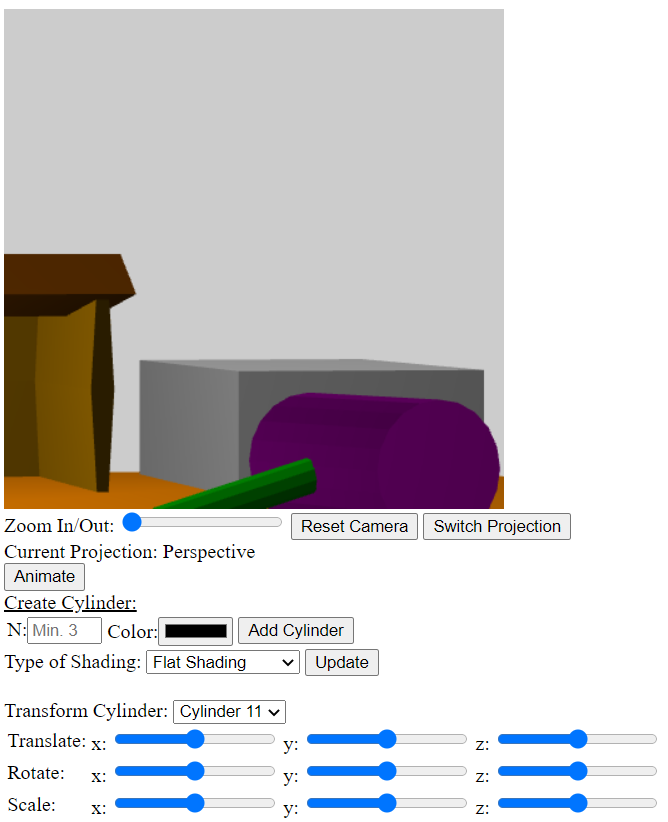 Zoom In/Out: Reset Camera Switch Projection
Current Projection: Perspective
Animate
Create Cylinder:
N: Min. 3 Color: Add Cylinder
Type of Shading: Flat Shading Update
Transform Cylinder: Cylinder 11
Translate: x: y: z:
Rotate: x: y: z:
Scale: x: y: z: